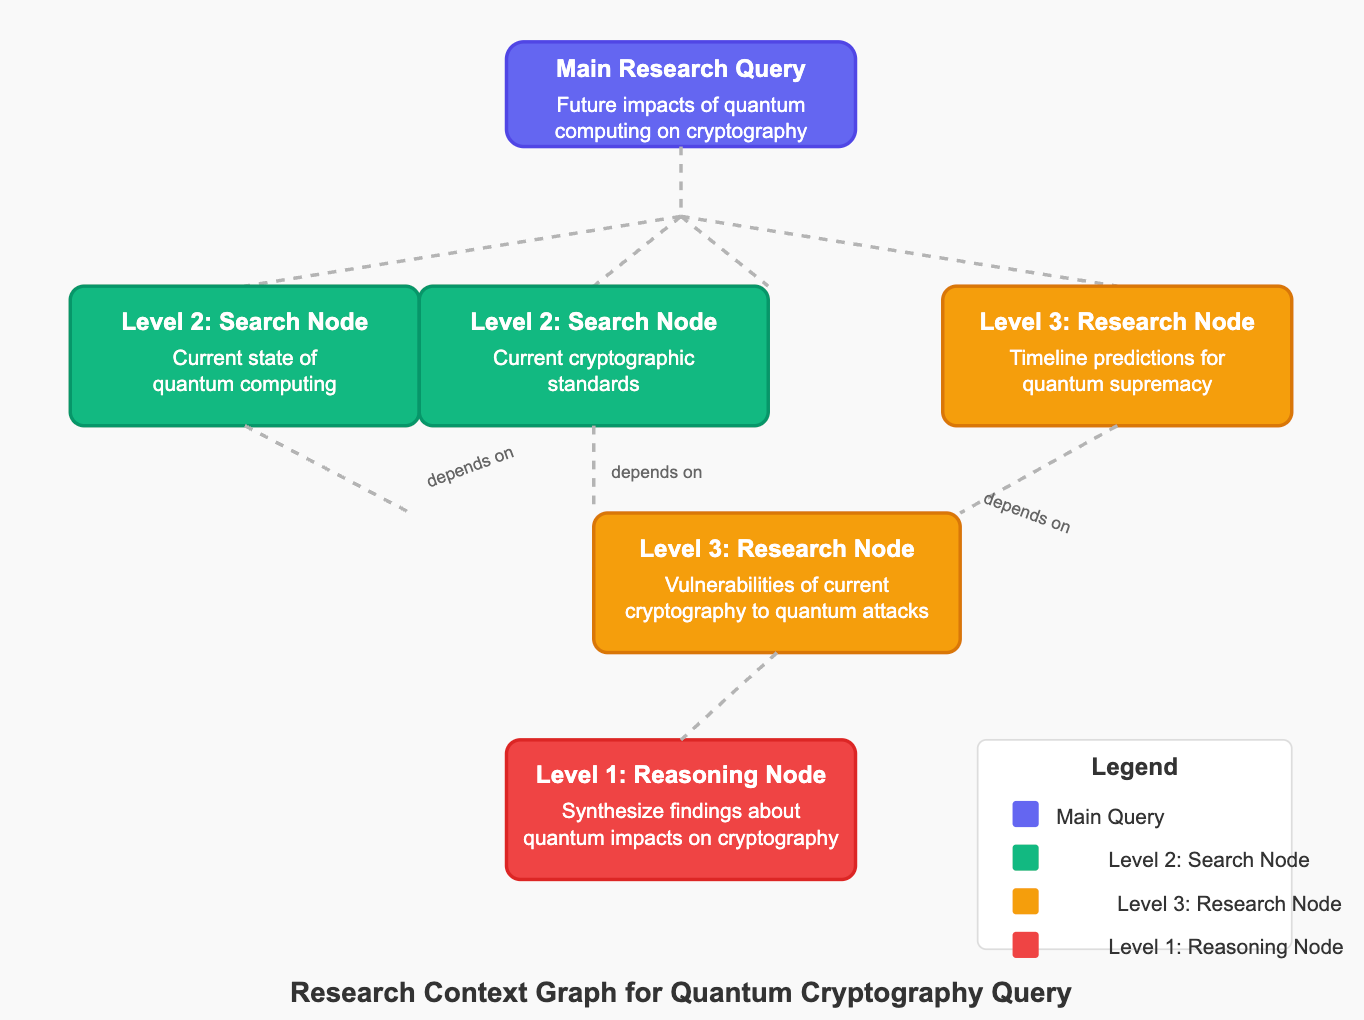 Main Research Query
Future impacts of quantum
computing on cryptography
Level 2: Search Node
Current state of
quantum computing
Level 2: Search Node
Current cryptographic
standards
Level 3: Research Node
Timeline predictions for
quantum supremacy
depends on
depends on
depends on
Level 3: Research Node
Vulnerabilities of current
cryptography to quantum attacks
Level 1: Reasoning Node
Synthesize findings about
quantum impacts on cryptography
Legend
Main Query
Level 2: Search Node
Level 3: Research Node
Level 1: Reasoning Node
Research Context Graph for Quantum Cryptography Query